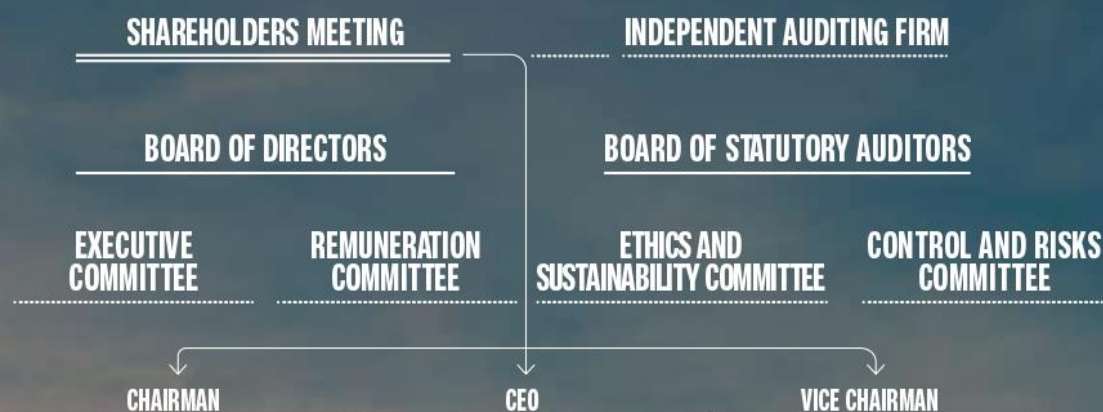 SHAREHOLDERS MEETING
INDEPENDENT AUDITING FIRM
BOARD OF DIRECTORS
BOARD OF STATUTORY AUDITORS
EXECUTIVE
COMMITTEE
REMUNERATION
COMMITTEE
ETHICS AND
SUSTAINABILITY COMMITTEE
CONTROL AND RISKS
COMMITTEE
CHAIRMAN
CEO
VICE CHAIRMAN